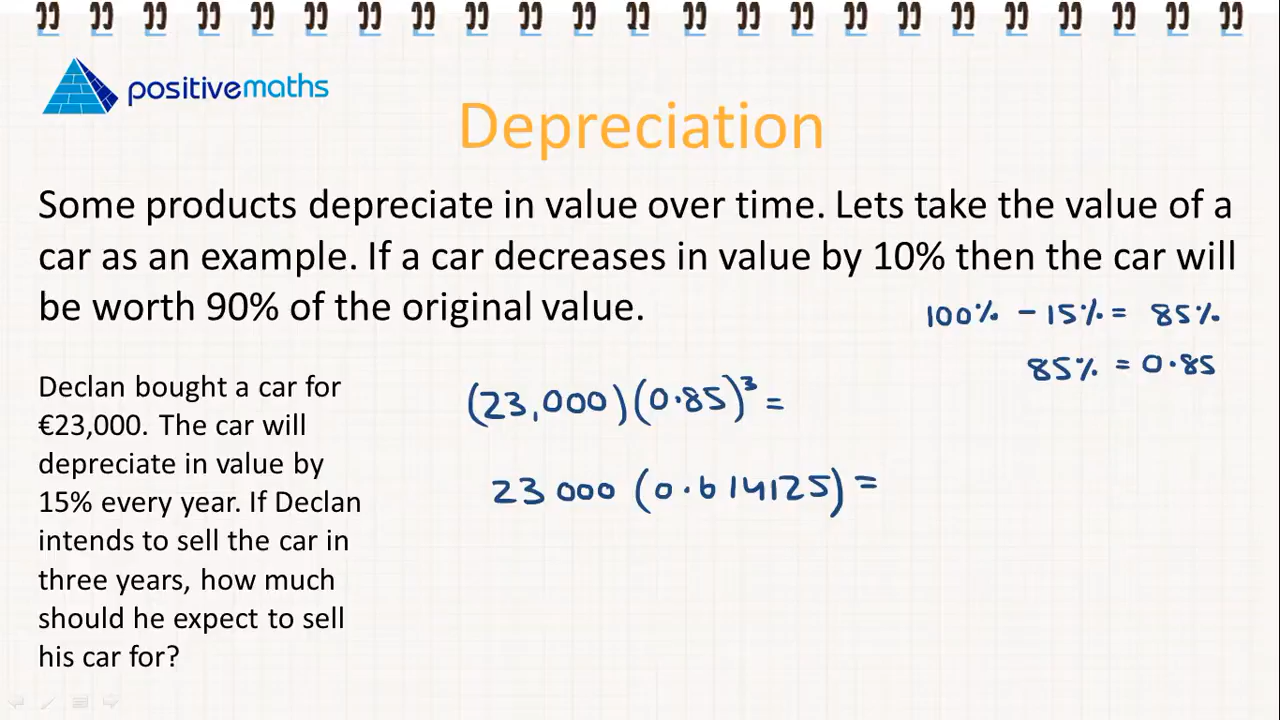 positivemaths
Depreciation
Some products depreciate in value over time. Lets take the value of a
car as an example. If a car decreases in value by 10% then the car will
be worth 90% of the original value.
100% - 15% = 85%
85% = 0.85
Declan bought a car for
€23,000. The car will
depreciate in value by
15% every year. If Declan
intends to sell the car in
three years, how much
should he expect to sell
his car for?
(23,000)(0.85)³ =
23 000 (0.614125) =